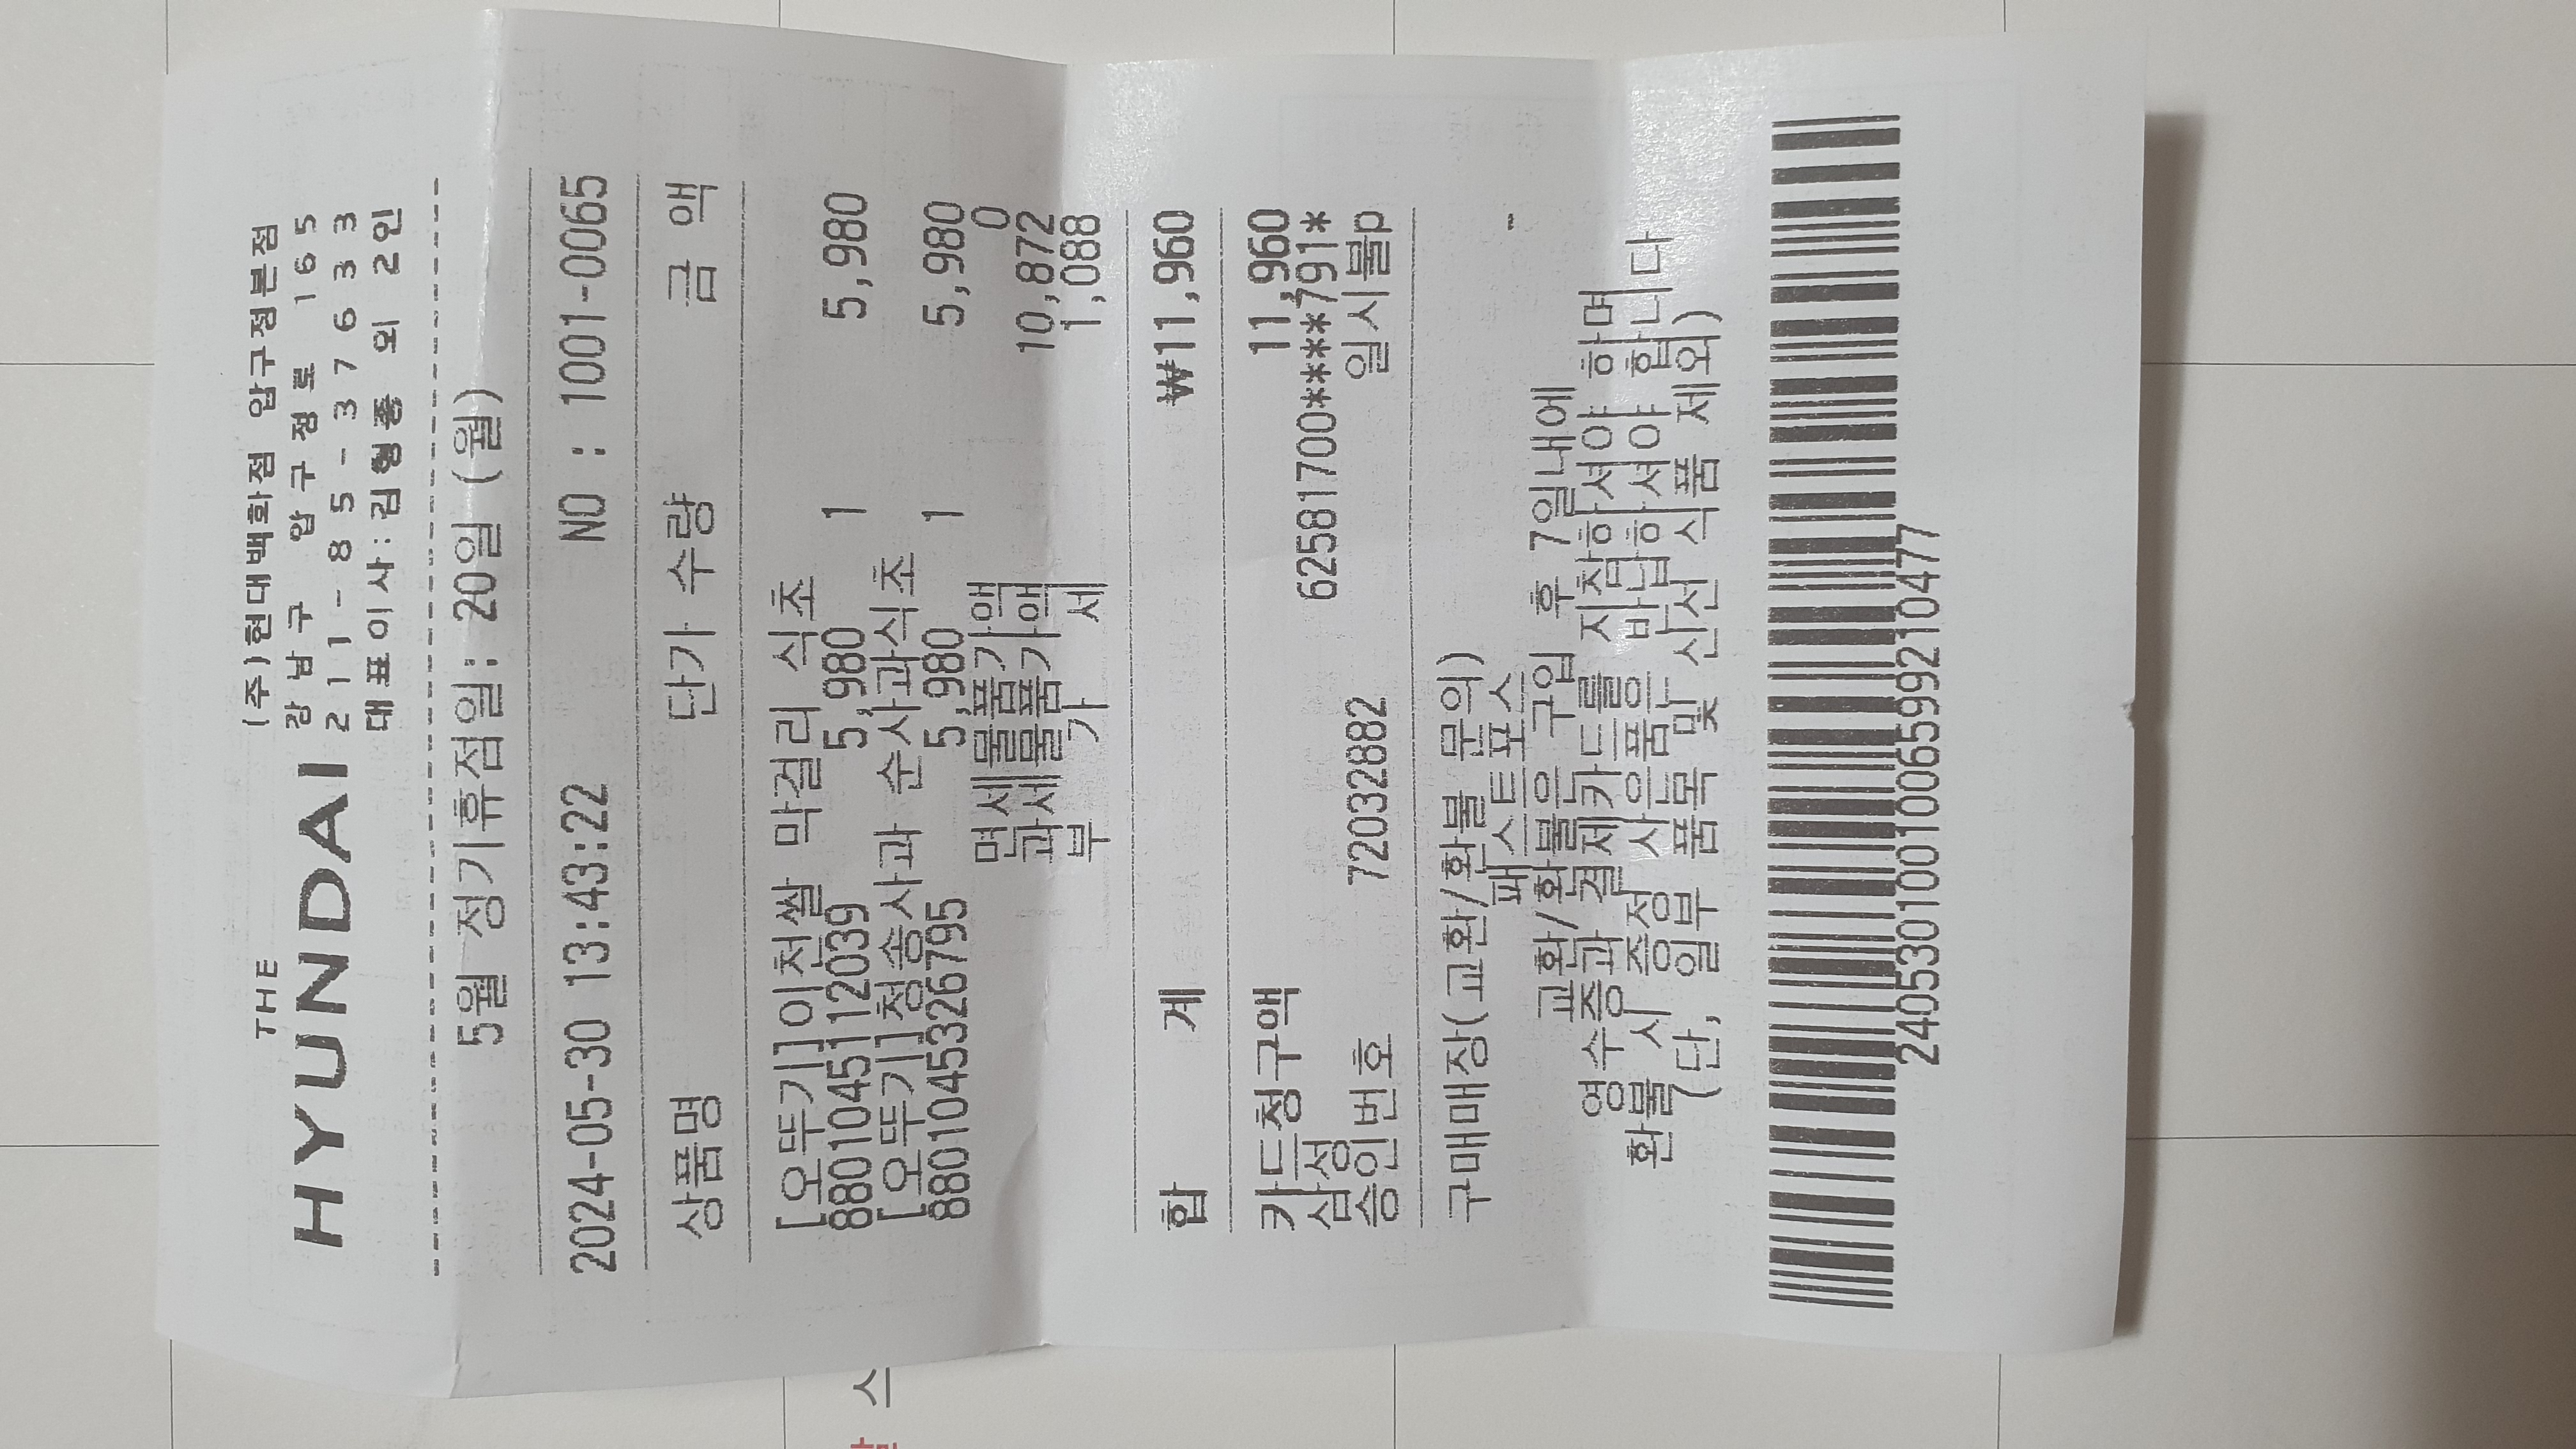 THE
HYUNDAI
(주)현대백화점 압구정본점
강남구 압구정로 165
211-85-37633
대표이사:김형종 외 2인
5월 정기휴점일: 20일 (월)
2024-05-30 13:43:22 NO : 1001-0065
상품명 단가 수량 금 액
[오뚜기]이천쌀 막걸리 식초
8801045112039 5,980 1 5,980
[오뚜기]청송사과 순사과식초
8801045326795 5,980 1 5,980
면세물품가액 0
과세물품가액 10,872
부 가 세 1,088
합 계 ₩11,960
카드청구액 11,960
삼성 62581700*****791*
승인번호 72032882 일시불p
구매매장(교환/환불 문의)
패스트포스
교환/환불은 구입 후 7일내에
영수증과 결제카드를 지참하셔야 하며
환불 시 증정 사은품은 반납하셔야 합니다
(단, 일부 품목 및 신선 식품 제외)
2405301001006599210477
스